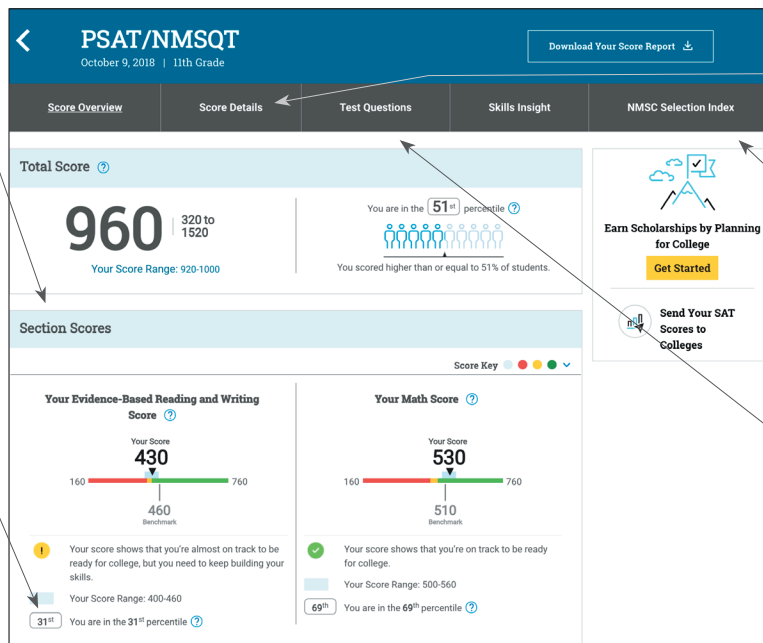 PSAT/NMSQT
October 9, 2018 | 11th Grade
Download Your Score Report
Score Overview
Score Details
Test Questions
Skills Insight
NMSC Selection Index
Total Score ?
960
320 to
1520
Your Score Range: 920-1000
You are in the 51st percentile ?
You scored higher than or equal to 51% of students.
Earn Scholarships by Planning
for College
Get Started
Send Your SAT
Scores to
Colleges
Section Scores
Score Key
Your Evidence-Based Reading and Writing
Score ?
Your Score
430
160
760
460
Benchmark
! Your score shows that you're almost on track to be
ready for college, but you need to keep building your
skills.
Your Score Range: 400-460
31st You are in the 31st percentile ?
Your Math Score ?
Your Score
530
160
760
510
Benchmark
Your score shows that you're on track to be ready
for college.
Your Score Range: 500-560
69th You are in the 69th percentile ?